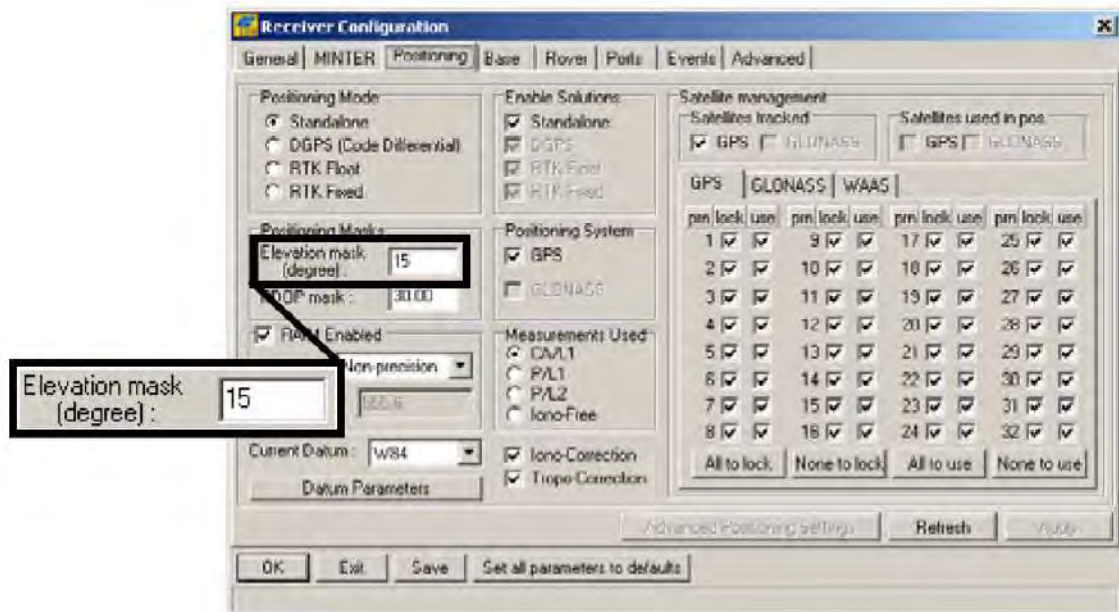 Receiver Configuration
General MINTER Positioning Base Rover Ports Events Advanced
Positioning Mode
Standalone
DGPS (Code Differential)
RTK Float
RTK Fixed
Enable Solutions
Standalone
DGPS
RTK Float
RTK Fixed
Satellite management
Satellites tracked
GPS GLONASS
Satellites used in pos.
GPS GLONASS
GPS GLONASS WAAS
prn lock use prn lock use prn lock use prn lock use
1 9 17 25
2 10 18 26
3 11 19 27
4 12 20 28
5 13 21 29
6 14 22 30
7 15 23 31
8 16 24 32
All to lock None to lock All to use None to use
Positioning Masks
Elevation mask
(degree) : 15
PDOP mask : 30.00
Positioning System
GPS
GLONASS
RAIM Enabled
Non-precision
555.6
Measurements Used
CA/L1
P/L1
P/L2
Iono-Free
Elevation mask
(degree) : 15
Current Datum : W84
Datum Parameters
Iono-Correction
Tropo-Correction
Advanced Positioning Settings Refresh Apply
OK Exit Save Set all parameters to defaults